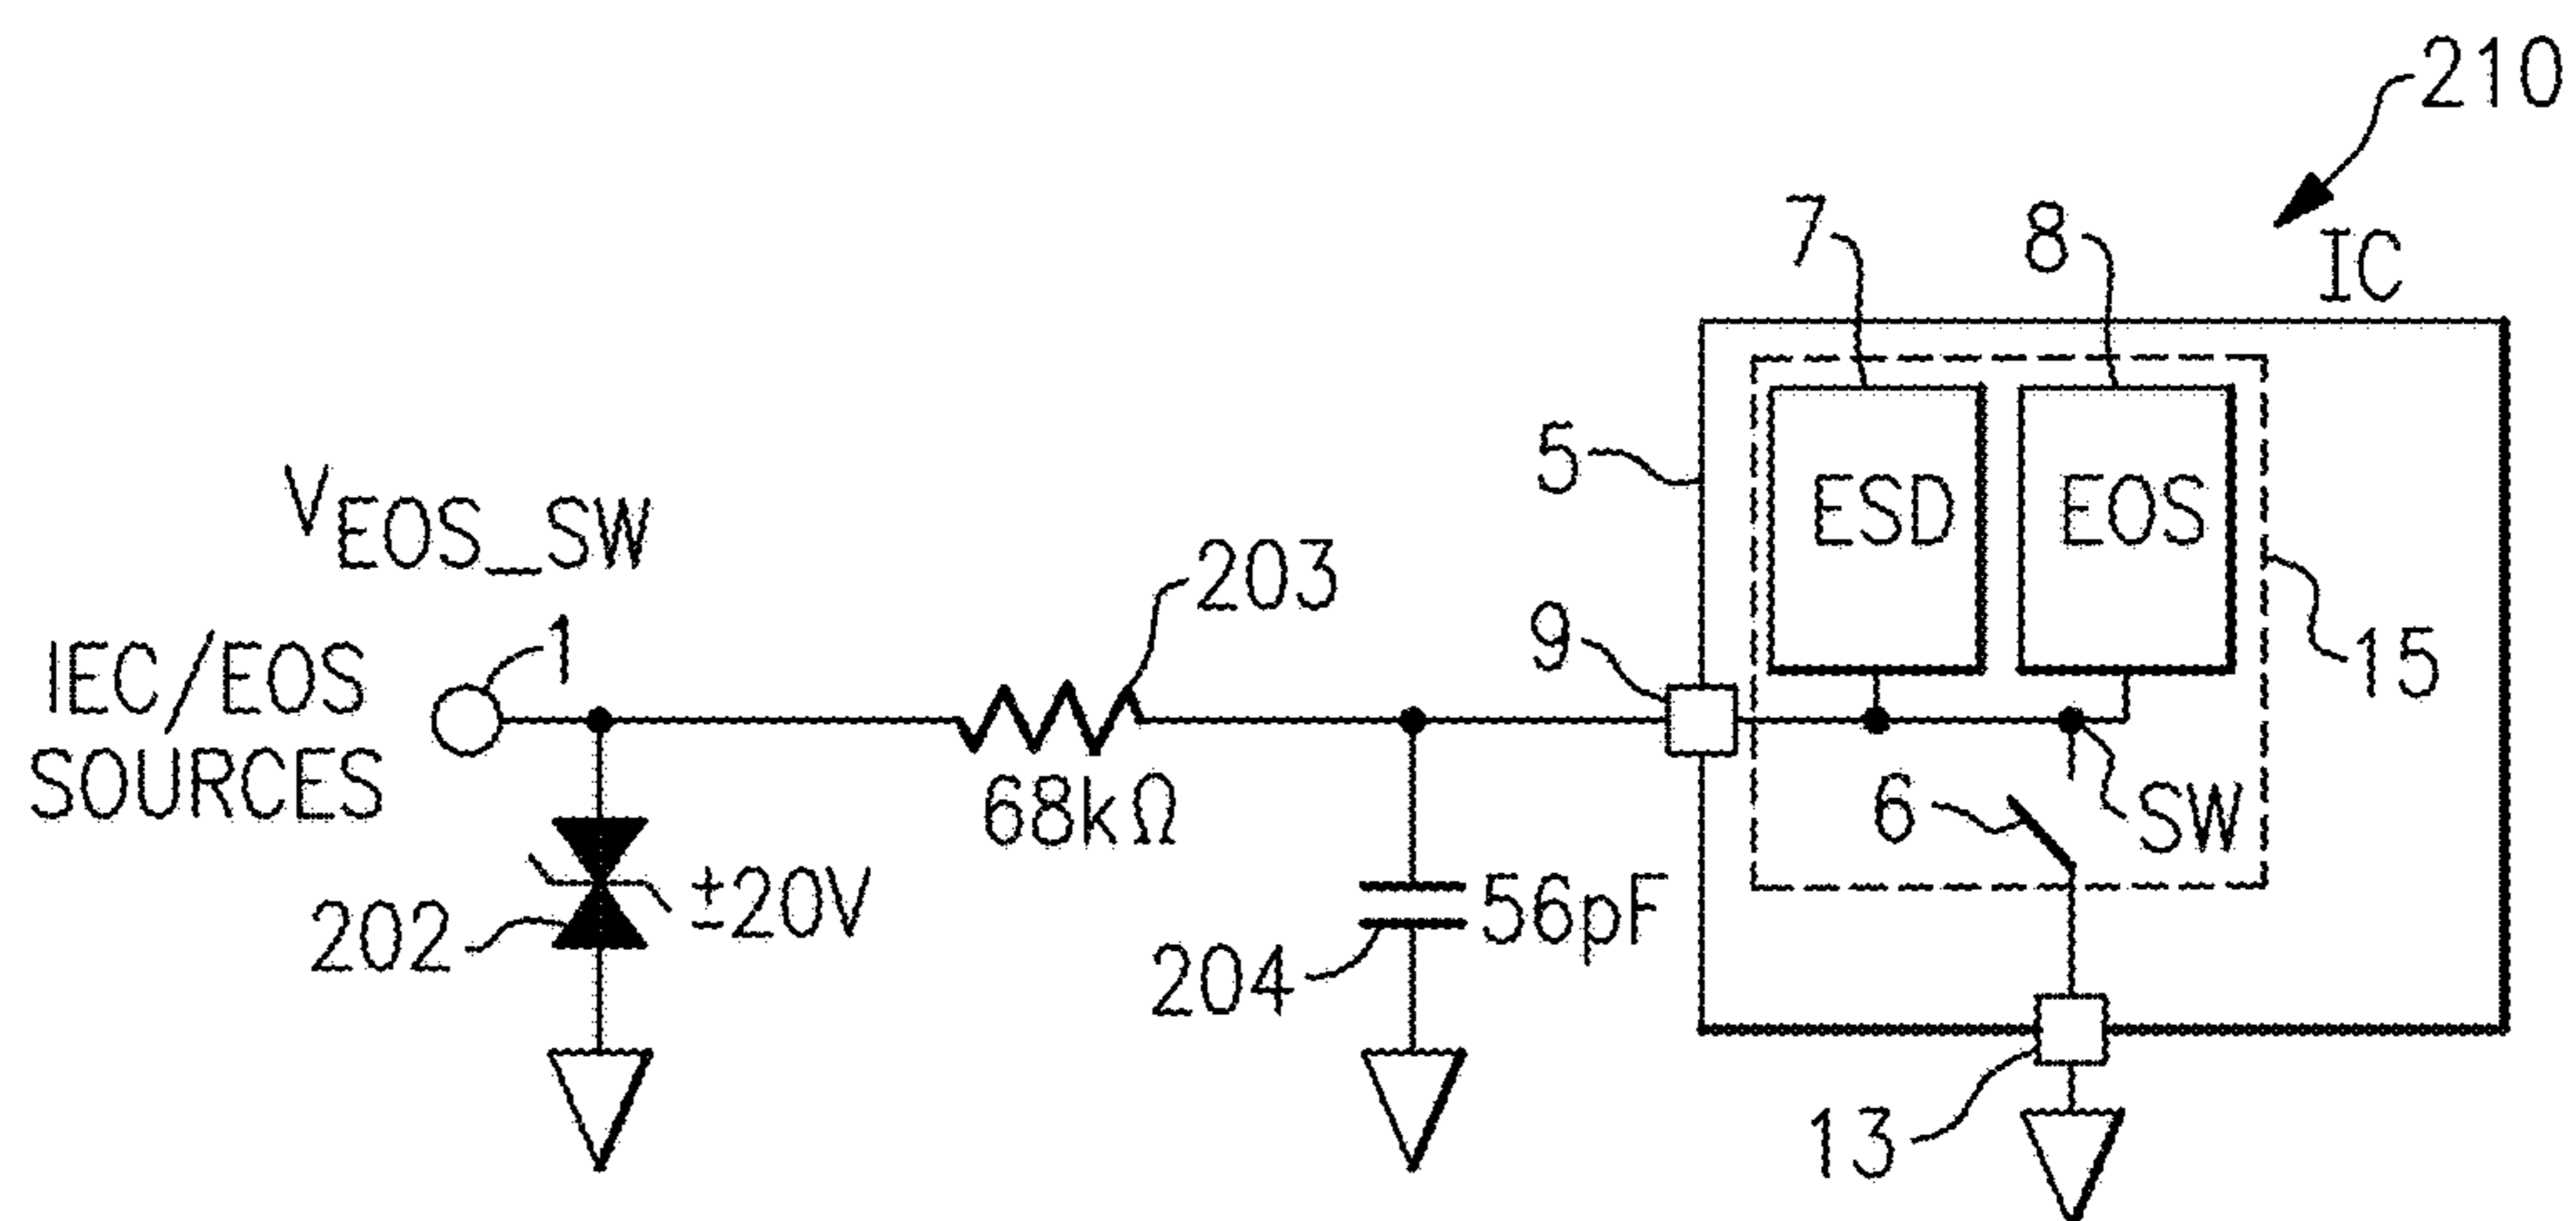 210
IC
7
8
5
ESD
EOS
VEOS_SW
203
9
15
IEC/EOS
SOURCES
1
68kΩ
6
SW
202
±20V
204
56pF
13